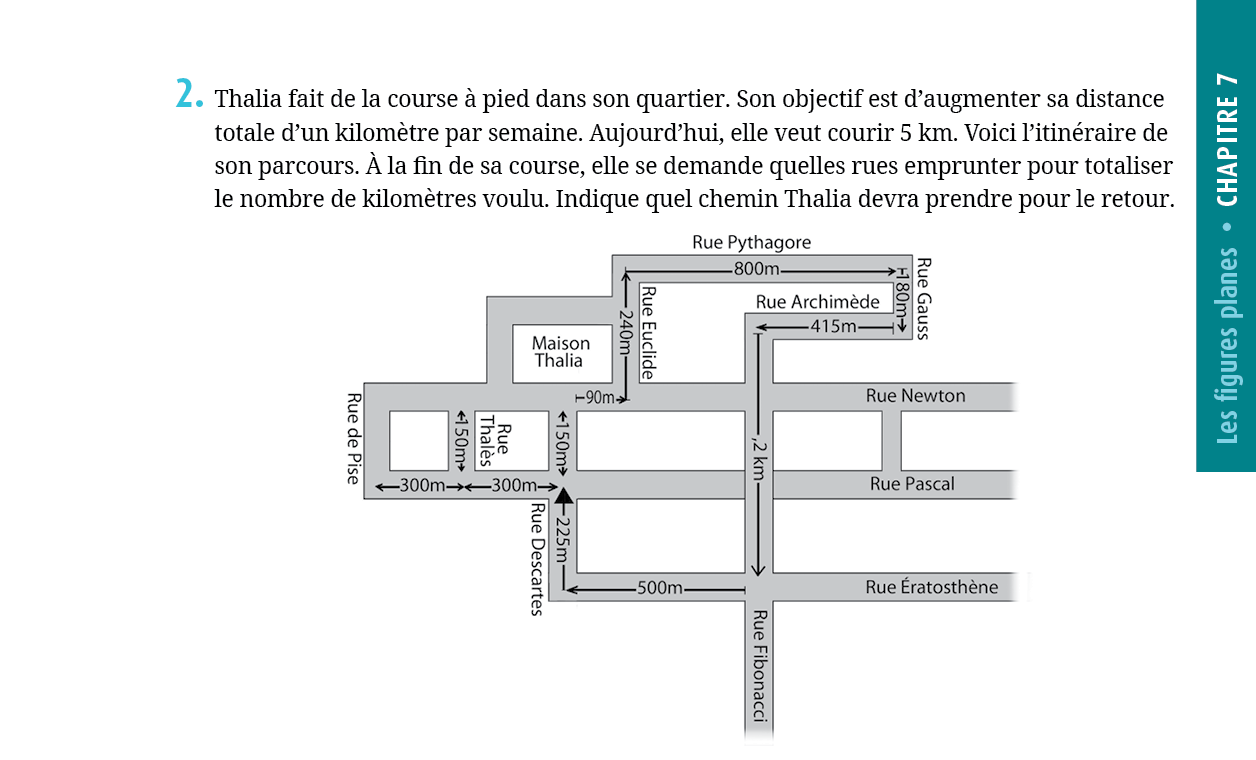 2. Thalia fait de la course à pied dans son quartier. Son objectif est d’augmenter sa distance
totale d’un kilomètre par semaine. Aujourd’hui, elle veut courir 5 km. Voici l’itinéraire de
son parcours. À la fin de sa course, elle se demande quelles rues emprunter pour totaliser
le nombre de kilomètres voulu. Indique quel chemin Thalia devra prendre pour le retour.
Les figures planes • CHAPITRE 7
Rue Pythagore
800m
Rue Gauss
180m
Rue Archimède
415m
Rue Euclide
240m
Maison
Thalia
90m
Rue Newton
Rue de Pise
150m
Rue
Thalès
150m
,2 km
300m
300m
Rue Pascal
Rue Descartes
225m
500m
Rue Ératosthène
Rue Fibonacci